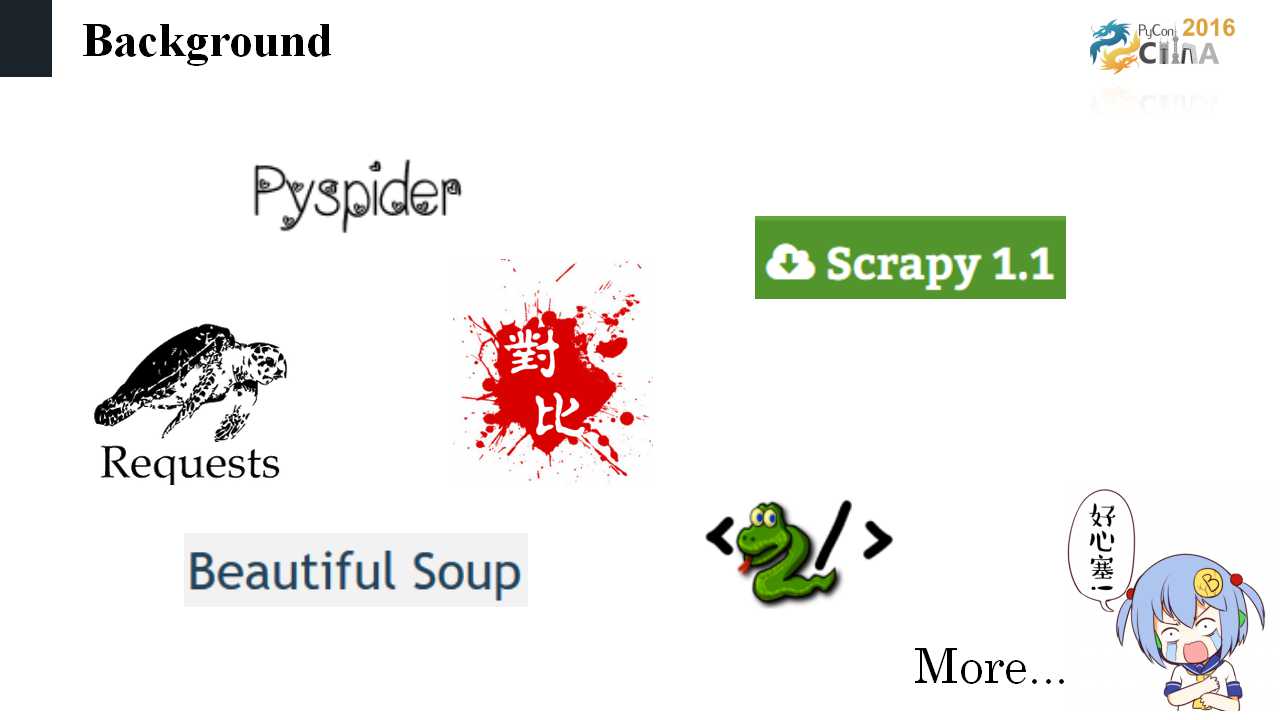 Background
PyCon 2016
CHINA
Pyspider
Scrapy 1.1
對
比
Requests
Beautiful Soup
< / >
好
心
塞
!
B
More...